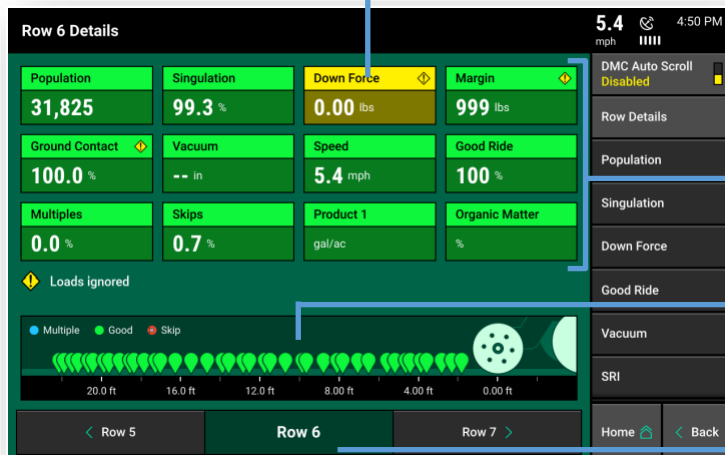 Row 6 Details
5.4 mph
4:50 PM
Population
31,825
Singulation
99.3 %
Down Force
0.00 lbs
Margin
999 lbs
Ground Contact
100.0 %
Vacuum
-- in
Speed
5.4 mph
Good Ride
100 %
Multiples
0.0 %
Skips
0.7 %
Product 1
gal/ac
Organic Matter
%
Loads ignored
Multiple Good Skip
20.0 ft 16.0 ft 12.0 ft 8.00 ft 4.00 ft 0.00 ft
< Row 5
Row 6
Row 7 >
DMC Auto Scroll
Disabled
Row Details
Population
Singulation
Down Force
Good Ride
Vacuum
SRI
Home
< Back